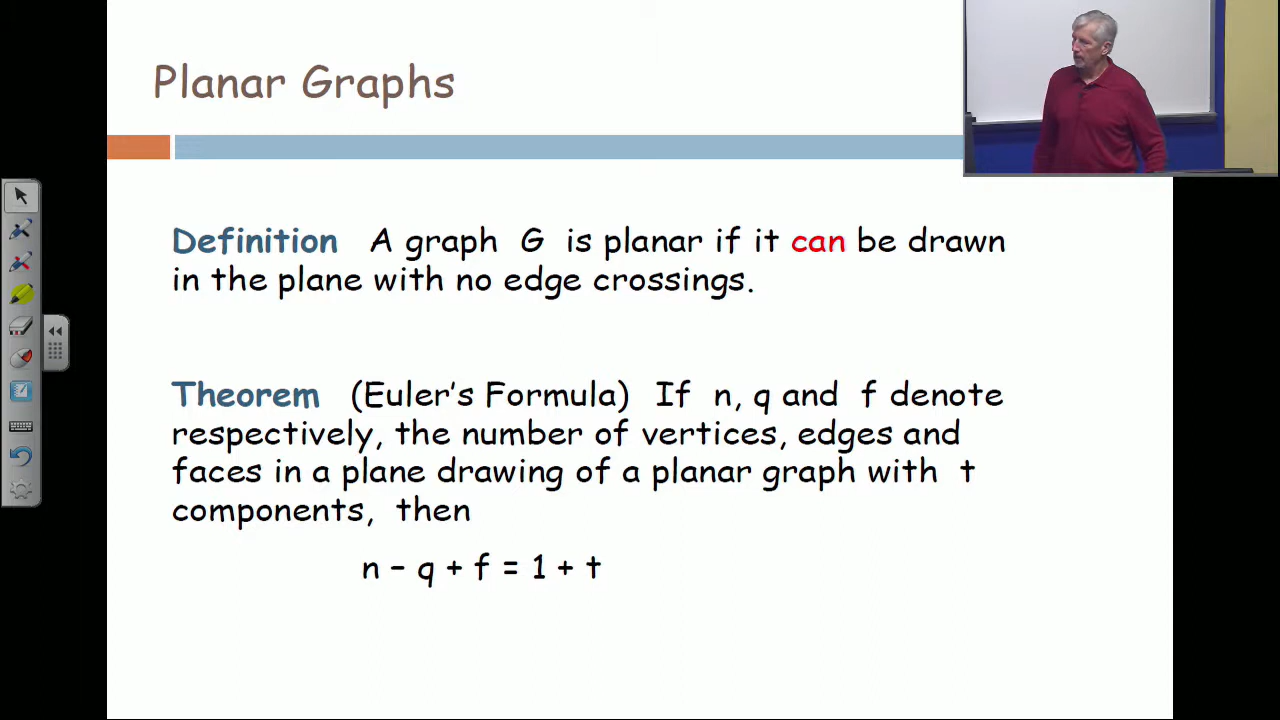 Planar Graphs
Definition A graph G is planar if it can be drawn
in the plane with no edge crossings.
Theorem (Euler's Formula) If n, q and f denote
respectively, the number of vertices, edges and
faces in a plane drawing of a planar graph with t
components, then
n – q + f = 1 + t